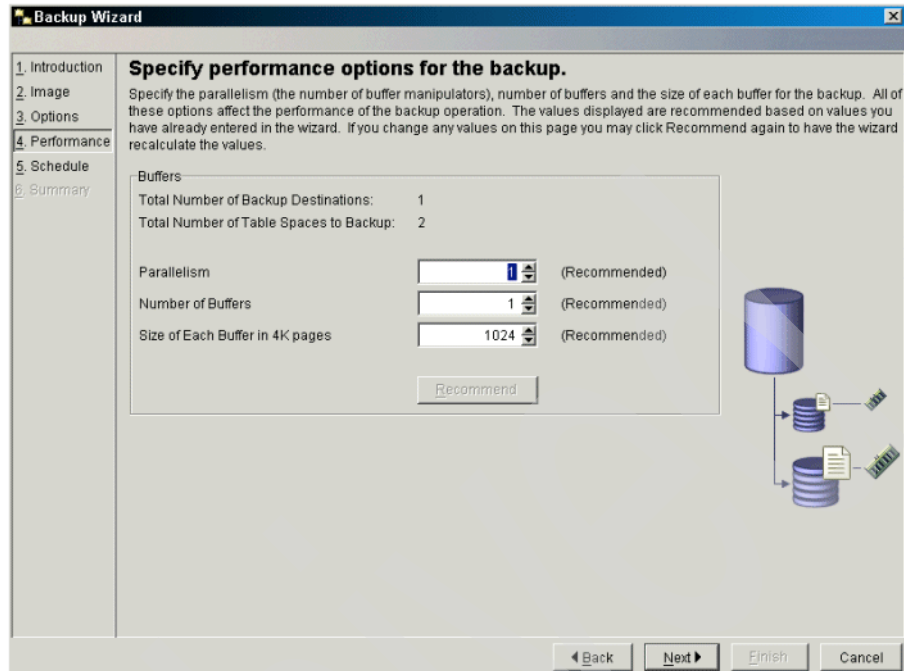 Backup Wizard
1. Introduction
2. Image
3. Options
4. Performance
5. Schedule
6. Summary
Specify performance options for the backup.
Specify the parallelism (the number of buffer manipulators), number of buffers and the size of each buffer for the backup. All of
these options affect the performance of the backup operation. The values displayed are recommended based on values you
have already entered in the wizard. If you change any values on this page you may click Recommend again to have the wizard
recalculate the values.
Buffers
Total Number of Backup Destinations: 1
Total Number of Table Spaces to Backup: 2
Parallelism 1 (Recommended)
Number of Buffers 1 (Recommended)
Size of Each Buffer in 4K pages 1024 (Recommended)
Recommend
Back Next Finish Cancel